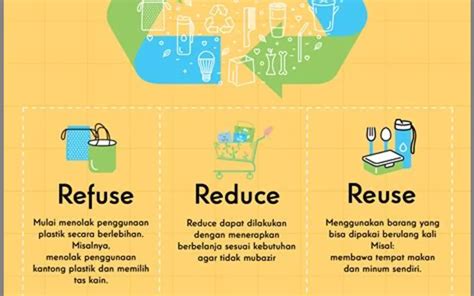 Refuse
Mulai menolak penggunaan
plastik secara berlebihan.
Misalnya,
menolak penggunaan
kantong plastik dan memilih
tas kain.
Reduce
Reduce dapat dilakukan
dengan menerapkan
berbelanja sesuai kebutuhan
agar tidak mubazir
Reuse
Menggunakan barang yang
bisa dipakai berulang kali
Misal:
membawa tempat makan
dan minum sendiri.